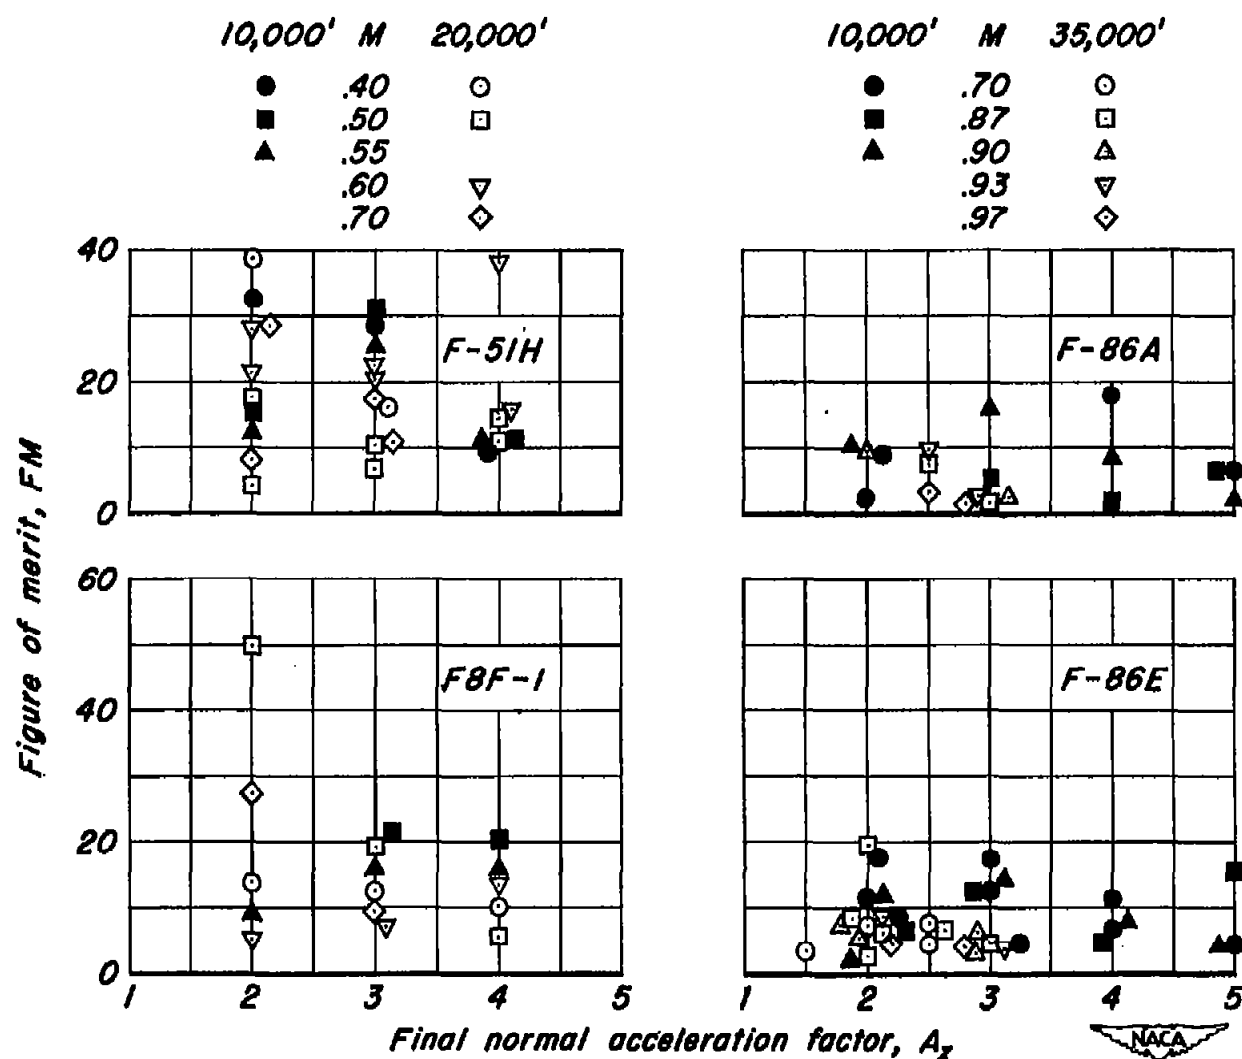 10,000' M 20,000'
.40
.50
.55
.60
.70
10,000' M 35,000'
.70
.87
.90
.93
.97
Figure of merit, FM
40
20
0
F-51H
F-86A
60
40
20
0
F8F-1
F-86E
1 2 3 4 5
1 2 3 4 5
Final normal acceleration factor, Az
NACA